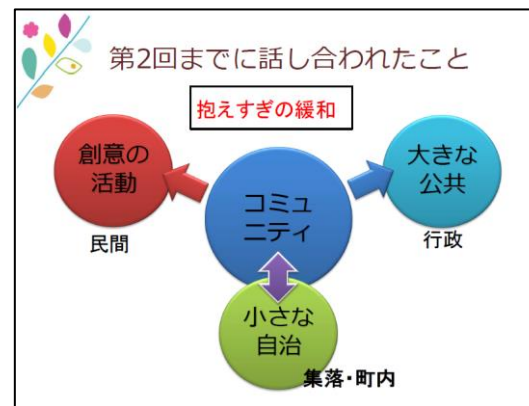 第2回までに話し合われたこと
抱えすぎの緩和
創意の
活動
民間
コミュ
ニティ
大きな
公共
行政
小さな
自治
集落・町内